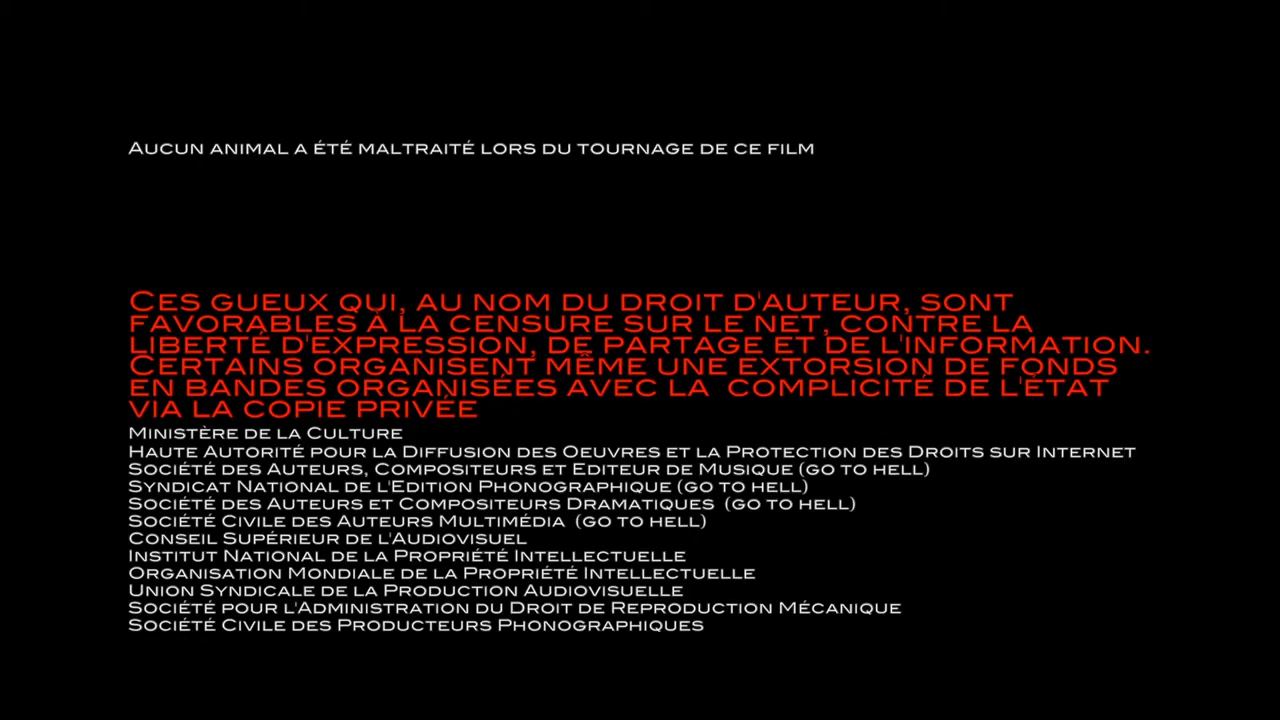 Aucun animal a été maltraité lors du tournage de ce film
Ces gueux qui, au nom du droit d'auteur, sont
favorables à la censure sur le net, contre la
liberté d'expression, de partage et de l'information.
Certains organisent même une extorsion de fonds
en bandes organisées avec la complicité de l'état
via la copie privée
Ministère de la Culture
Haute Autorité pour la Diffusion des Oeuvres et la Protection des Droits sur Internet
Société des Auteurs, Compositeurs et Editeur de Musique (go to hell)
Syndicat National de l'Edition Phonographique (go to hell)
Société des Auteurs et Compositeurs Dramatiques (go to hell)
Société Civile des Auteurs Multimédia (go to hell)
Conseil Supérieur de l'Audiovisuel
Institut National de la Propriété Intellectuelle
Organisation Mondiale de la Propriété Intellectuelle
Union Syndicale de la Production Audiovisuelle
Société pour l'Administration du Droit de Reproduction Mécanique
Société Civile des Producteurs Phonographiques